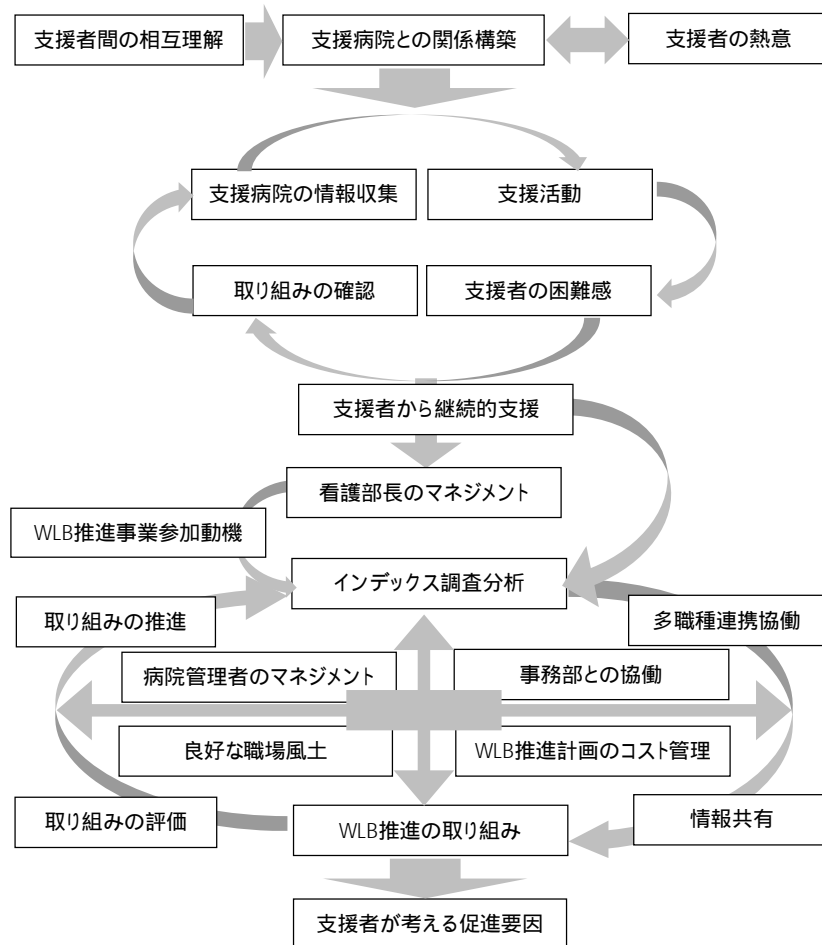 支援者間の相互理解
支援病院との関係構築
支援者の熱意
支援病院の情報収集
支援活動
取り組みの確認
支援者の困難感
支援者から継続的支援
看護部長のマネジメント
WLB推進事業参加動機
インデックス調査分析
取り組みの推進
多職種連携協働
病院管理者のマネジメント
事務部との協働
良好な職場風土
WLB推進計画のコスト管理
取り組みの評価
WLB推進の取り組み
情報共有
支援者が考える促進要因